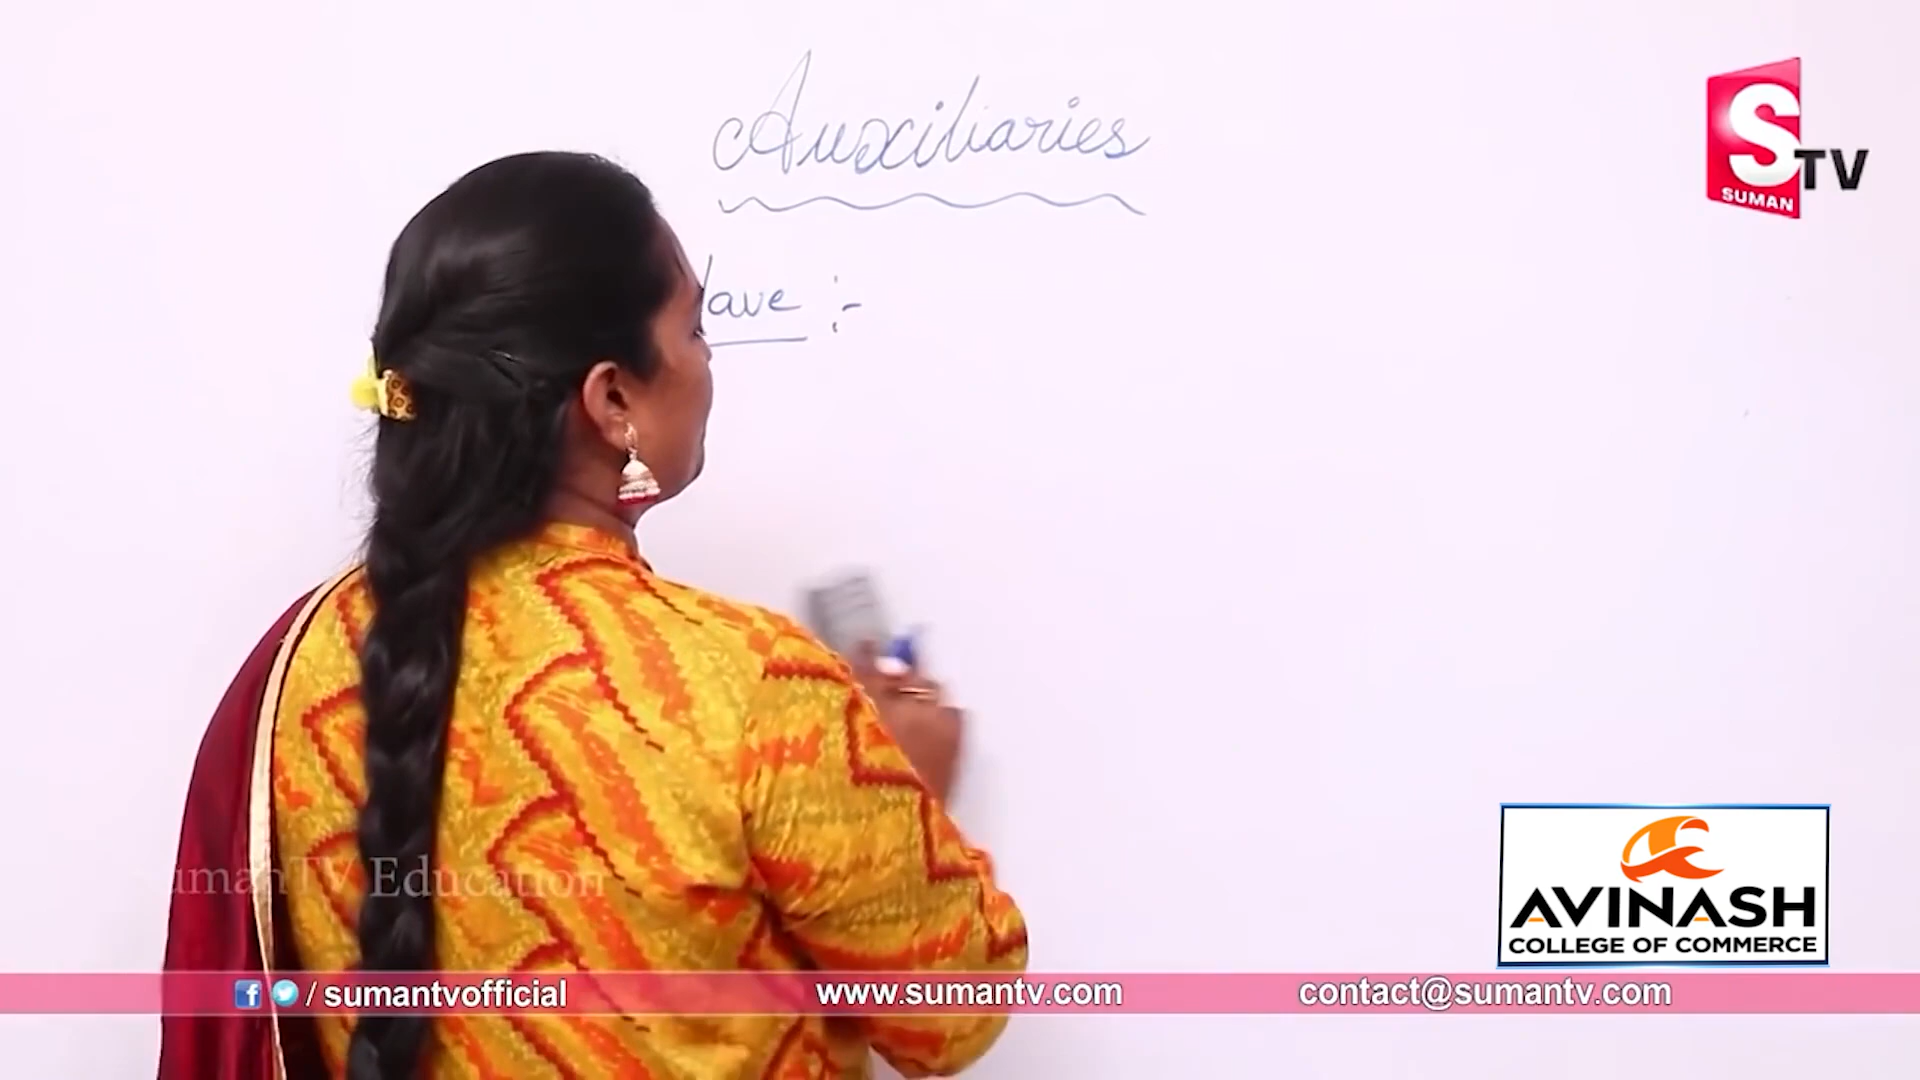 Auxiliaries
S TV
SUMAN
Have :-
SumanTV Education
AVINASH
COLLEGE OF COMMERCE
/ sumantvofficial
www.sumantv.com
contact@sumantv.com